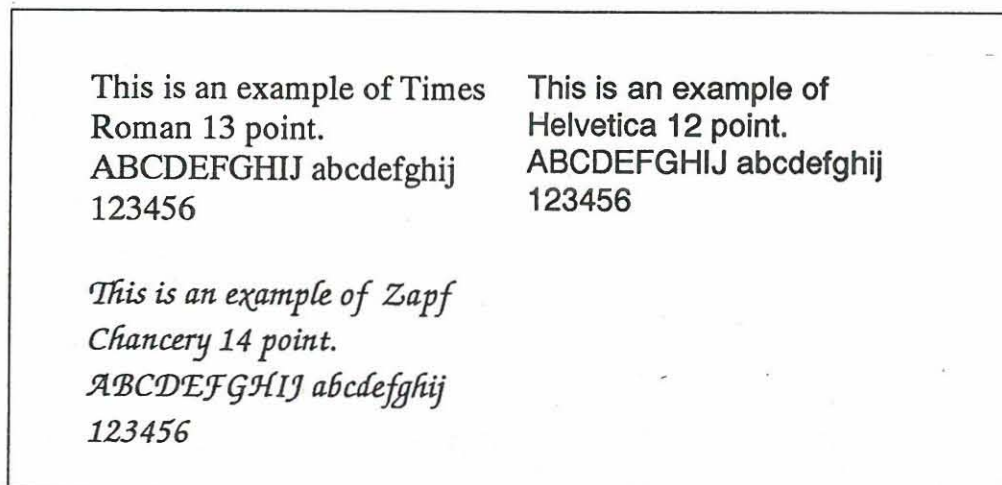 This is an example of Times
Roman 13 point.
ABCDEFGHIJ abcdefghij
123456
This is an example of
Helvetica 12 point.
ABCDEFGHIJ abcdefghij
123456
This is an example of Zapf
Chancery 14 point.
ABCDEFGHIJ abcdefghij
123456